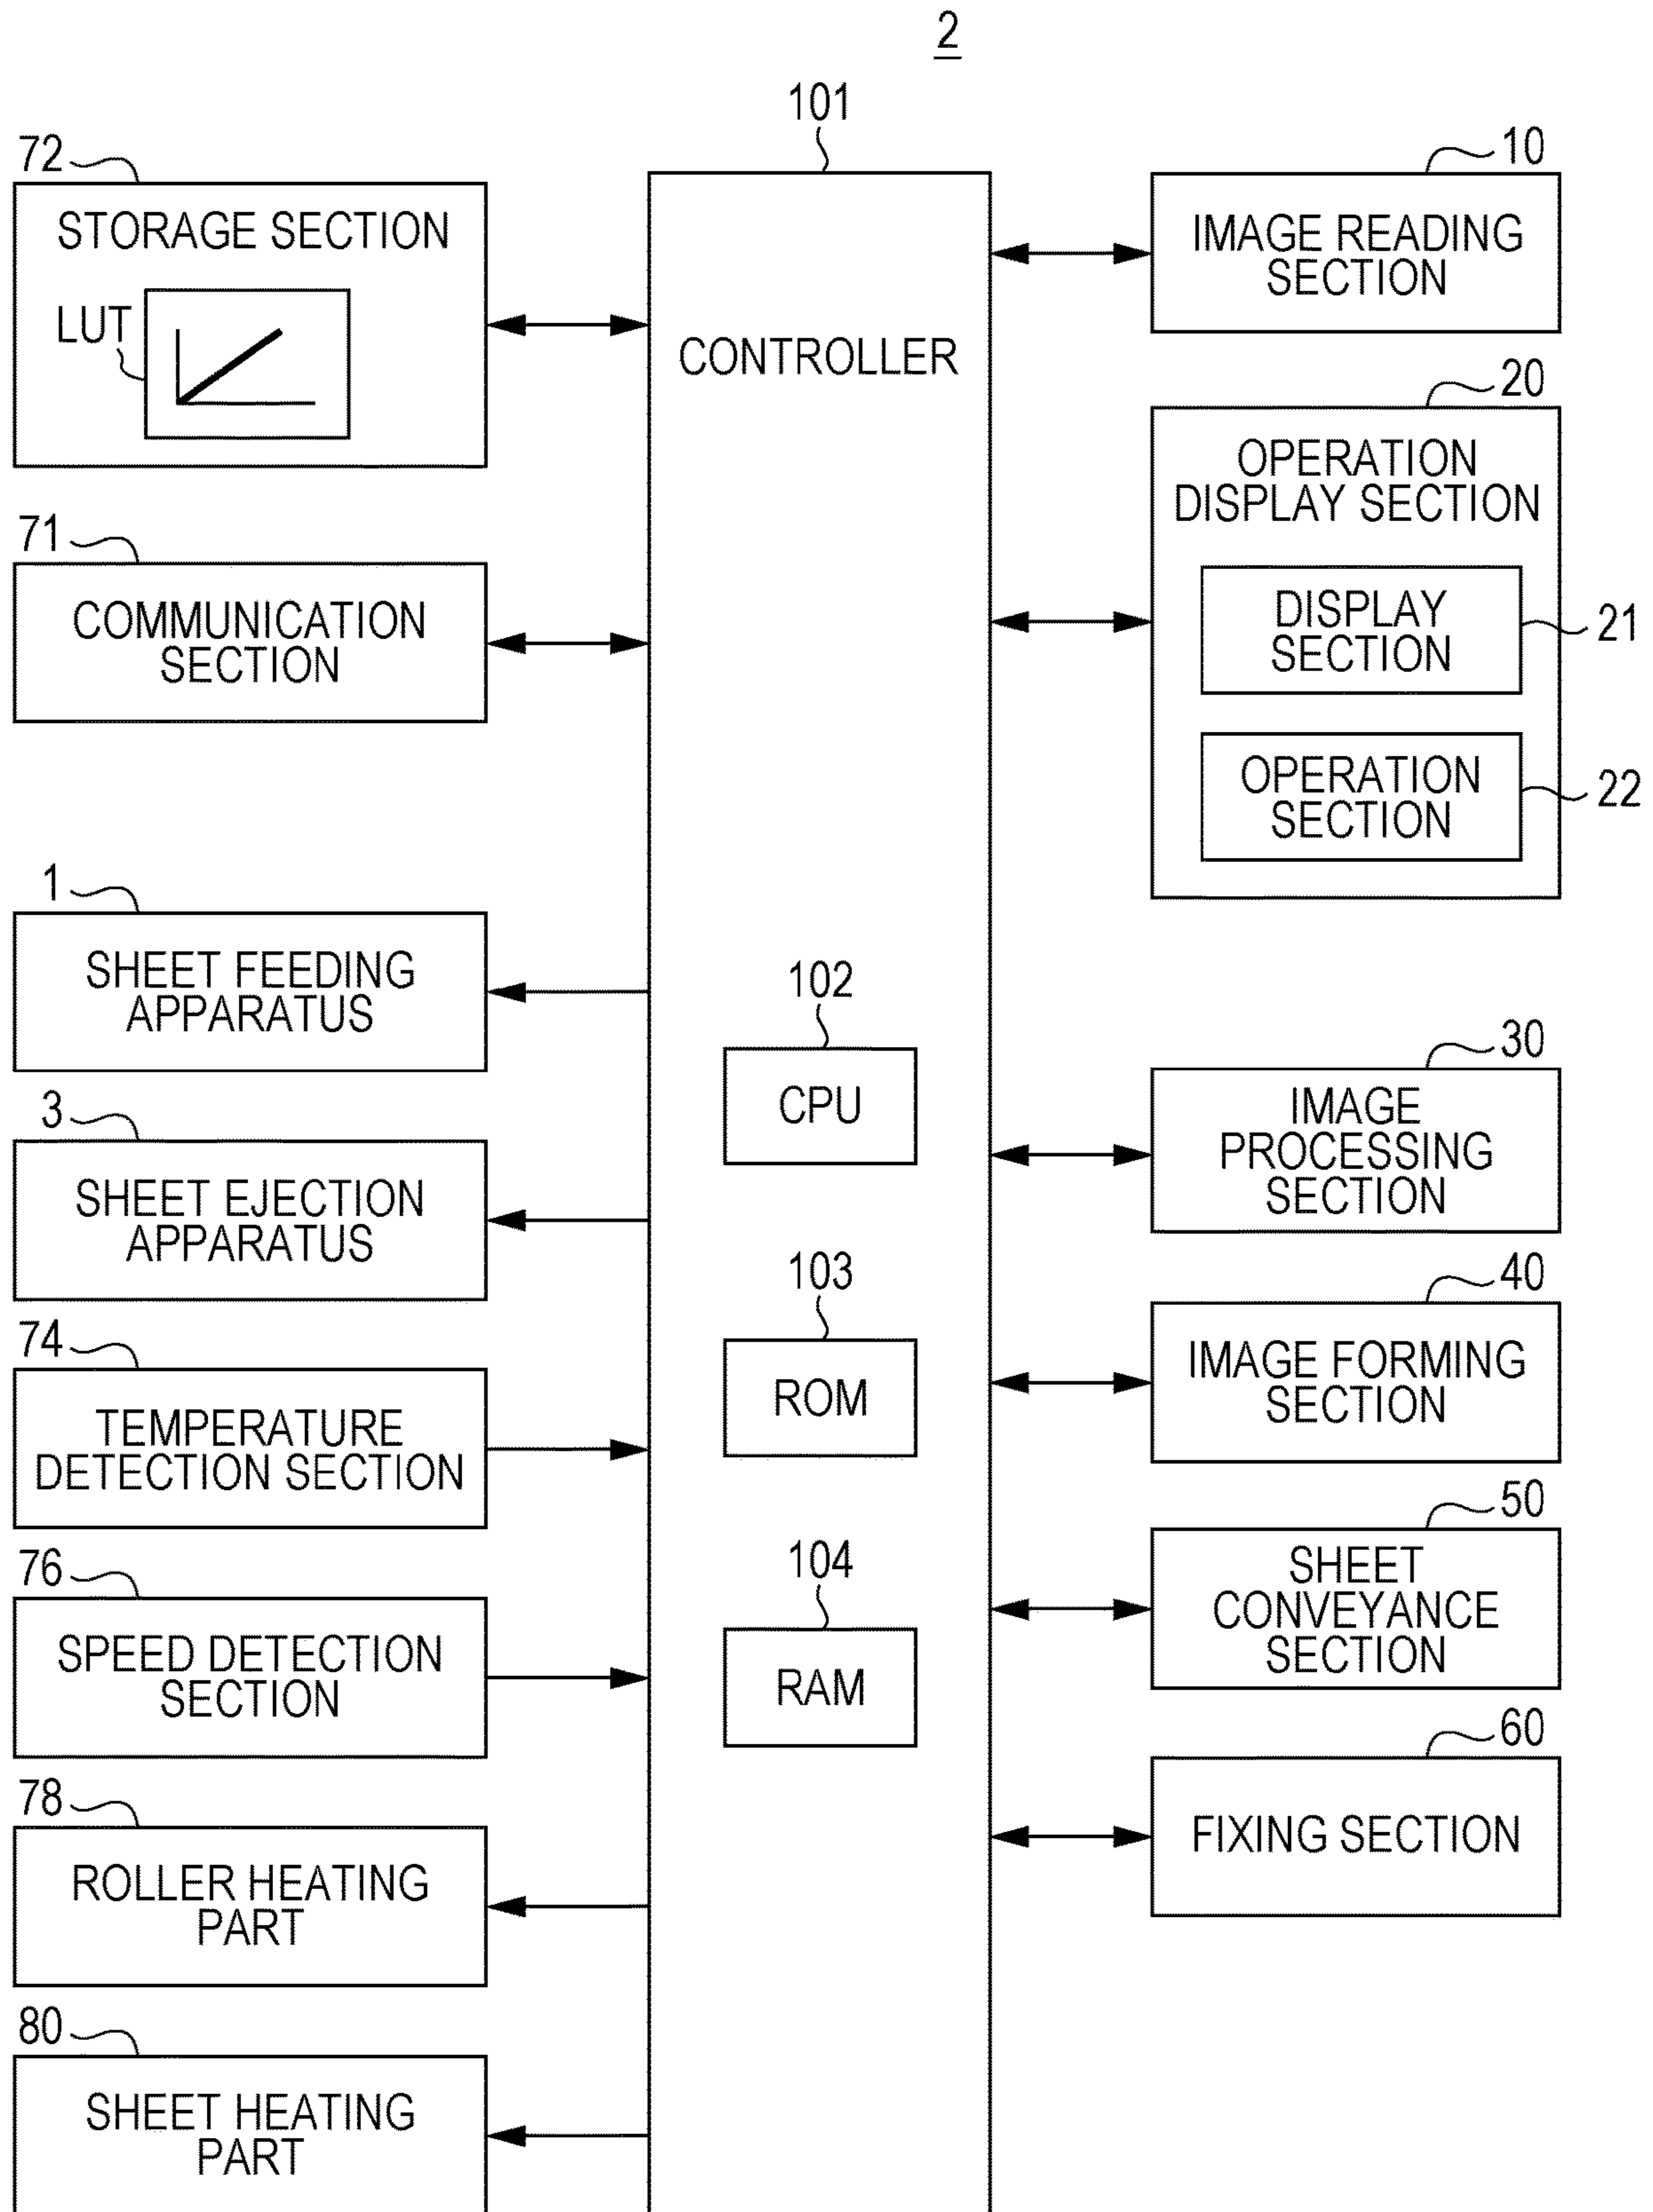 2
101
72
STORAGE SECTION
LUT
71
COMMUNICATION
SECTION
1
SHEET FEEDING
APPARATUS
3
SHEET EJECTION
APPARATUS
74
TEMPERATURE
DETECTION SECTION
76
SPEED DETECTION
SECTION
78
ROLLER HEATING
PART
80
SHEET HEATING
PART
CONTROLLER
102
CPU
103
ROM
104
RAM
10
IMAGE READING
SECTION
20
OPERATION
DISPLAY SECTION
DISPLAY
SECTION
21
OPERATION
SECTION
22
30
IMAGE
PROCESSING
SECTION
40
IMAGE FORMING
SECTION
50
SHEET
CONVEYANCE
SECTION
60
FIXING SECTION